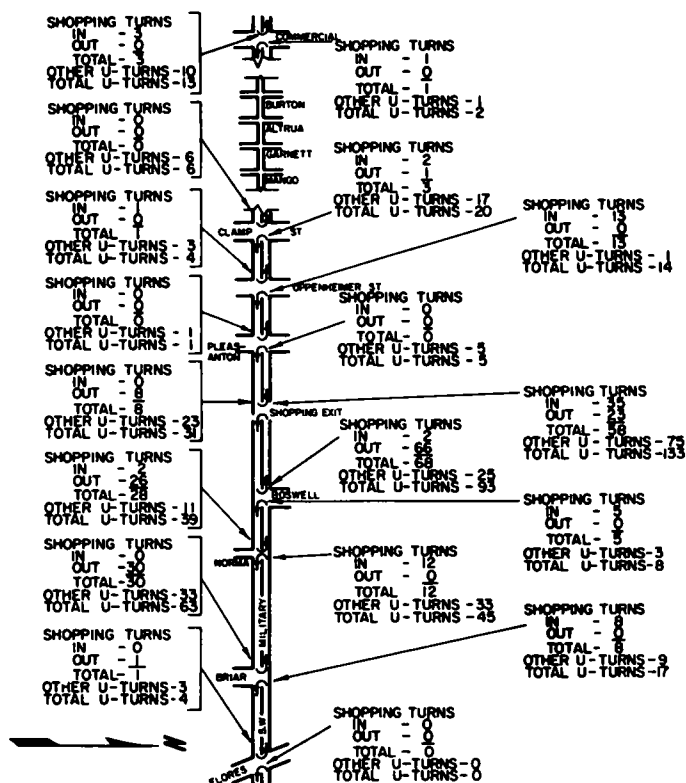 SHOPPING TURNS
IN - 3
OUT - 0
TOTAL - 3
OTHER U-TURNS-10
TOTAL U-TURNS-13
SHOPPING TURNS
IN - 0
OUT - 0
TOTAL - 0
OTHER U-TURNS-6
TOTAL U-TURNS-6
SHOPPING TURNS
IN - 1
OUT - 0
TOTAL - 1
OTHER U-TURNS-3
TOTAL U-TURNS-4
SHOPPING TURNS
IN - 0
OUT - 0
TOTAL - 0
OTHER U-TURNS-1
TOTAL U-TURNS-1
SHOPPING TURNS
IN - 0
OUT - 8
TOTAL - 8
OTHER U-TURNS-23
TOTAL U-TURNS-31
SHOPPING TURNS
IN - 2
OUT - 26
TOTAL - 28
OTHER U-TURNS-11
TOTAL U-TURNS-39
SHOPPING TURNS
IN - 0
OUT - 30
TOTAL - 30
OTHER U-TURNS-33
TOTAL U-TURNS-63
SHOPPING TURNS
IN - 0
OUT - 1
TOTAL - 1
OTHER U-TURNS-3
TOTAL U-TURNS-4
N
COMMERCIAL
BURTON
ALTRUA
GARNETT
MANGO
CLAMP ST
OPPENHEIMER ST
PLEAS-
ANTON
SHOPPING EXIT
BOSWELL
NORMA
S.W. MILITARY
BRIAR
FLORES
SHOPPING TURNS
IN - 1
OUT - 0
TOTAL - 1
OTHER U-TURNS-1
TOTAL U-TURNS-2
SHOPPING TURNS
IN - 2
OUT - 1
TOTAL - 3
OTHER U-TURNS-17
TOTAL U-TURNS-20
SHOPPING TURNS
IN - 13
OUT - 0
TOTAL - 13
OTHER U-TURNS - 1
TOTAL U-TURNS-14
SHOPPING TURNS
IN - 0
OUT - 0
TOTAL - 0
OTHER U-TURNS-5
TOTAL U-TURNS-5
SHOPPING TURNS
IN - 35
OUT - 23
TOTAL - 58
OTHER U-TURNS -75
TOTAL U-TURNS-133
SHOPPING TURNS
IN - 2
OUT - 66
TOTAL - 68
OTHER U-TURNS-25
TOTAL U-TURNS-93
SHOPPING TURNS
IN - 5
OUT - 0
TOTAL - 5
OTHER U-TURNS-3
TOTAL U-TURNS-8
SHOPPING TURNS
IN - 12
OUT - 0
TOTAL 12
OTHER U-TURNS-33
TOTAL U-TURNS-45
SHOPPING TURNS
IN - 8
OUT - 0
TOTAL - 8
OTHER U-TURNS-9
TOTAL U-TURNS-17
SHOPPING TURNS
IN - 0
OUT - 0
TOTAL - 0
OTHER U-TURNS-0
TOTAL U-TURNS-0